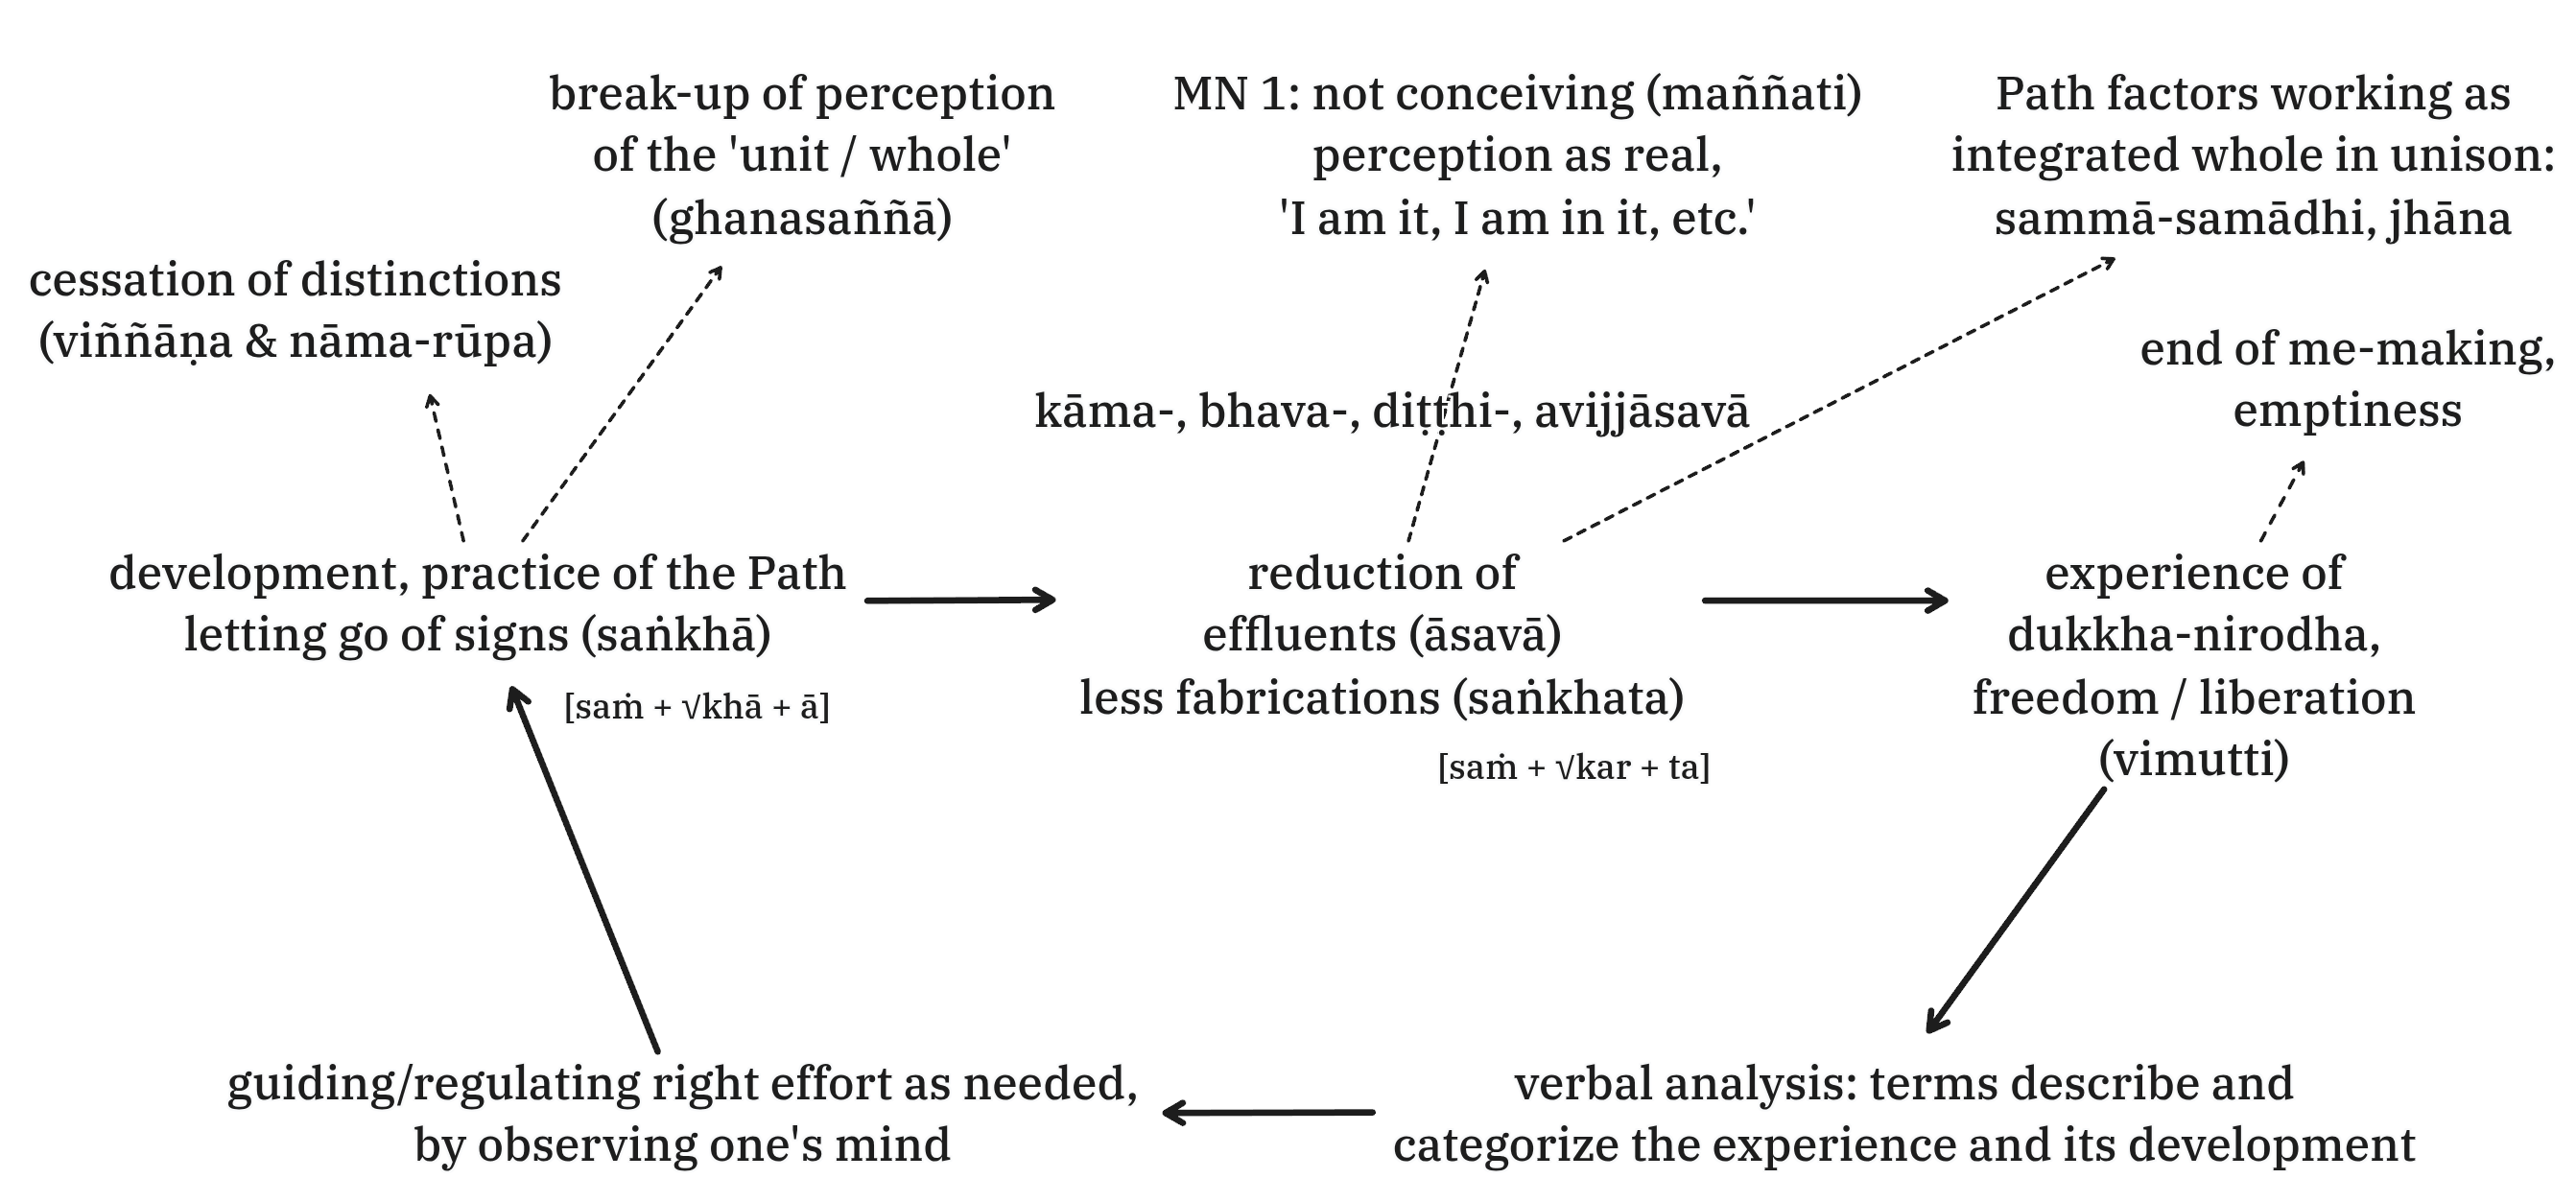 break-up of perception
of the 'unit / whole'
(ghanasaññā)
MN 1: not conceiving (maññati)
perception as real,
'I am it, I am in it, etc.'
Path factors working as
integrated whole in unison:
sammā-samādhi, jhāna
cessation of distinctions
(viññāṇa & nāma-rūpa)
end of me-making,
emptiness
kāma-, bhava-, diṭṭhi-, avijjāsavā
development, practice of the Path
letting go of signs (saṅkhā)
[saṁ + √khā + ā]
reduction of
effluents (āsavā)
less fabrications (saṅkhata)
[saṁ + √kar + ta]
experience of
dukkha-nirodha,
freedom / liberation
(vimutti)
guiding/regulating right effort as needed,
by observing one's mind
verbal analysis: terms describe and
categorize the experience and its development